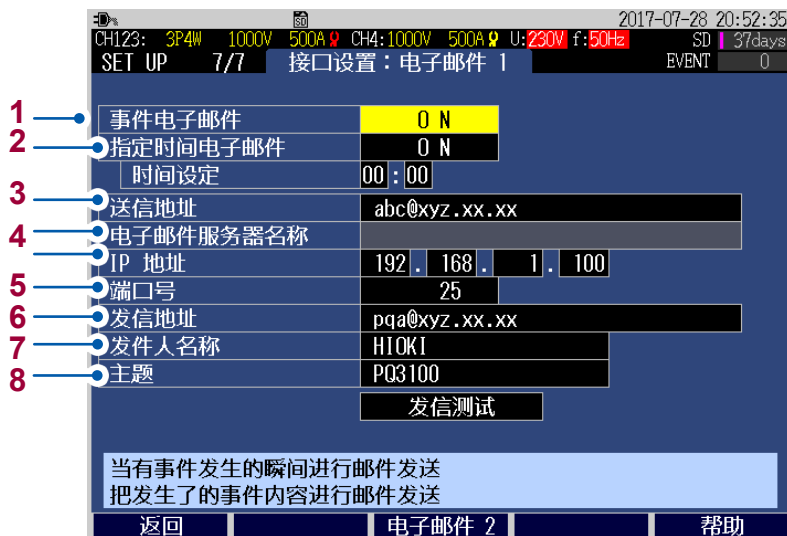 SD 2017-07-28 20:52:35
CH123: 3P4W 1000V 500A CH4:1000V 500A U:230V f:50Hz SD 37days
SET UP 7/7 接口设置：电子邮件 1 EVENT 0
1 事件电子邮件 O N
2 指定时间电子邮件 O N
时间设定 00:00
3 送信地址 abc@xyz.xx.xx
4 电子邮件服务器名称
IP 地址 192. 168. 1. 100
5 端口号 25
6 发信地址 pqa@xyz.xx.xx
7 发件人名称 HIOKI
8 主题 PQ3100
发信测试
当有事件发生的瞬间进行邮件发送
把发生了的事件内容进行邮件发送
返回 电子邮件 2 帮助